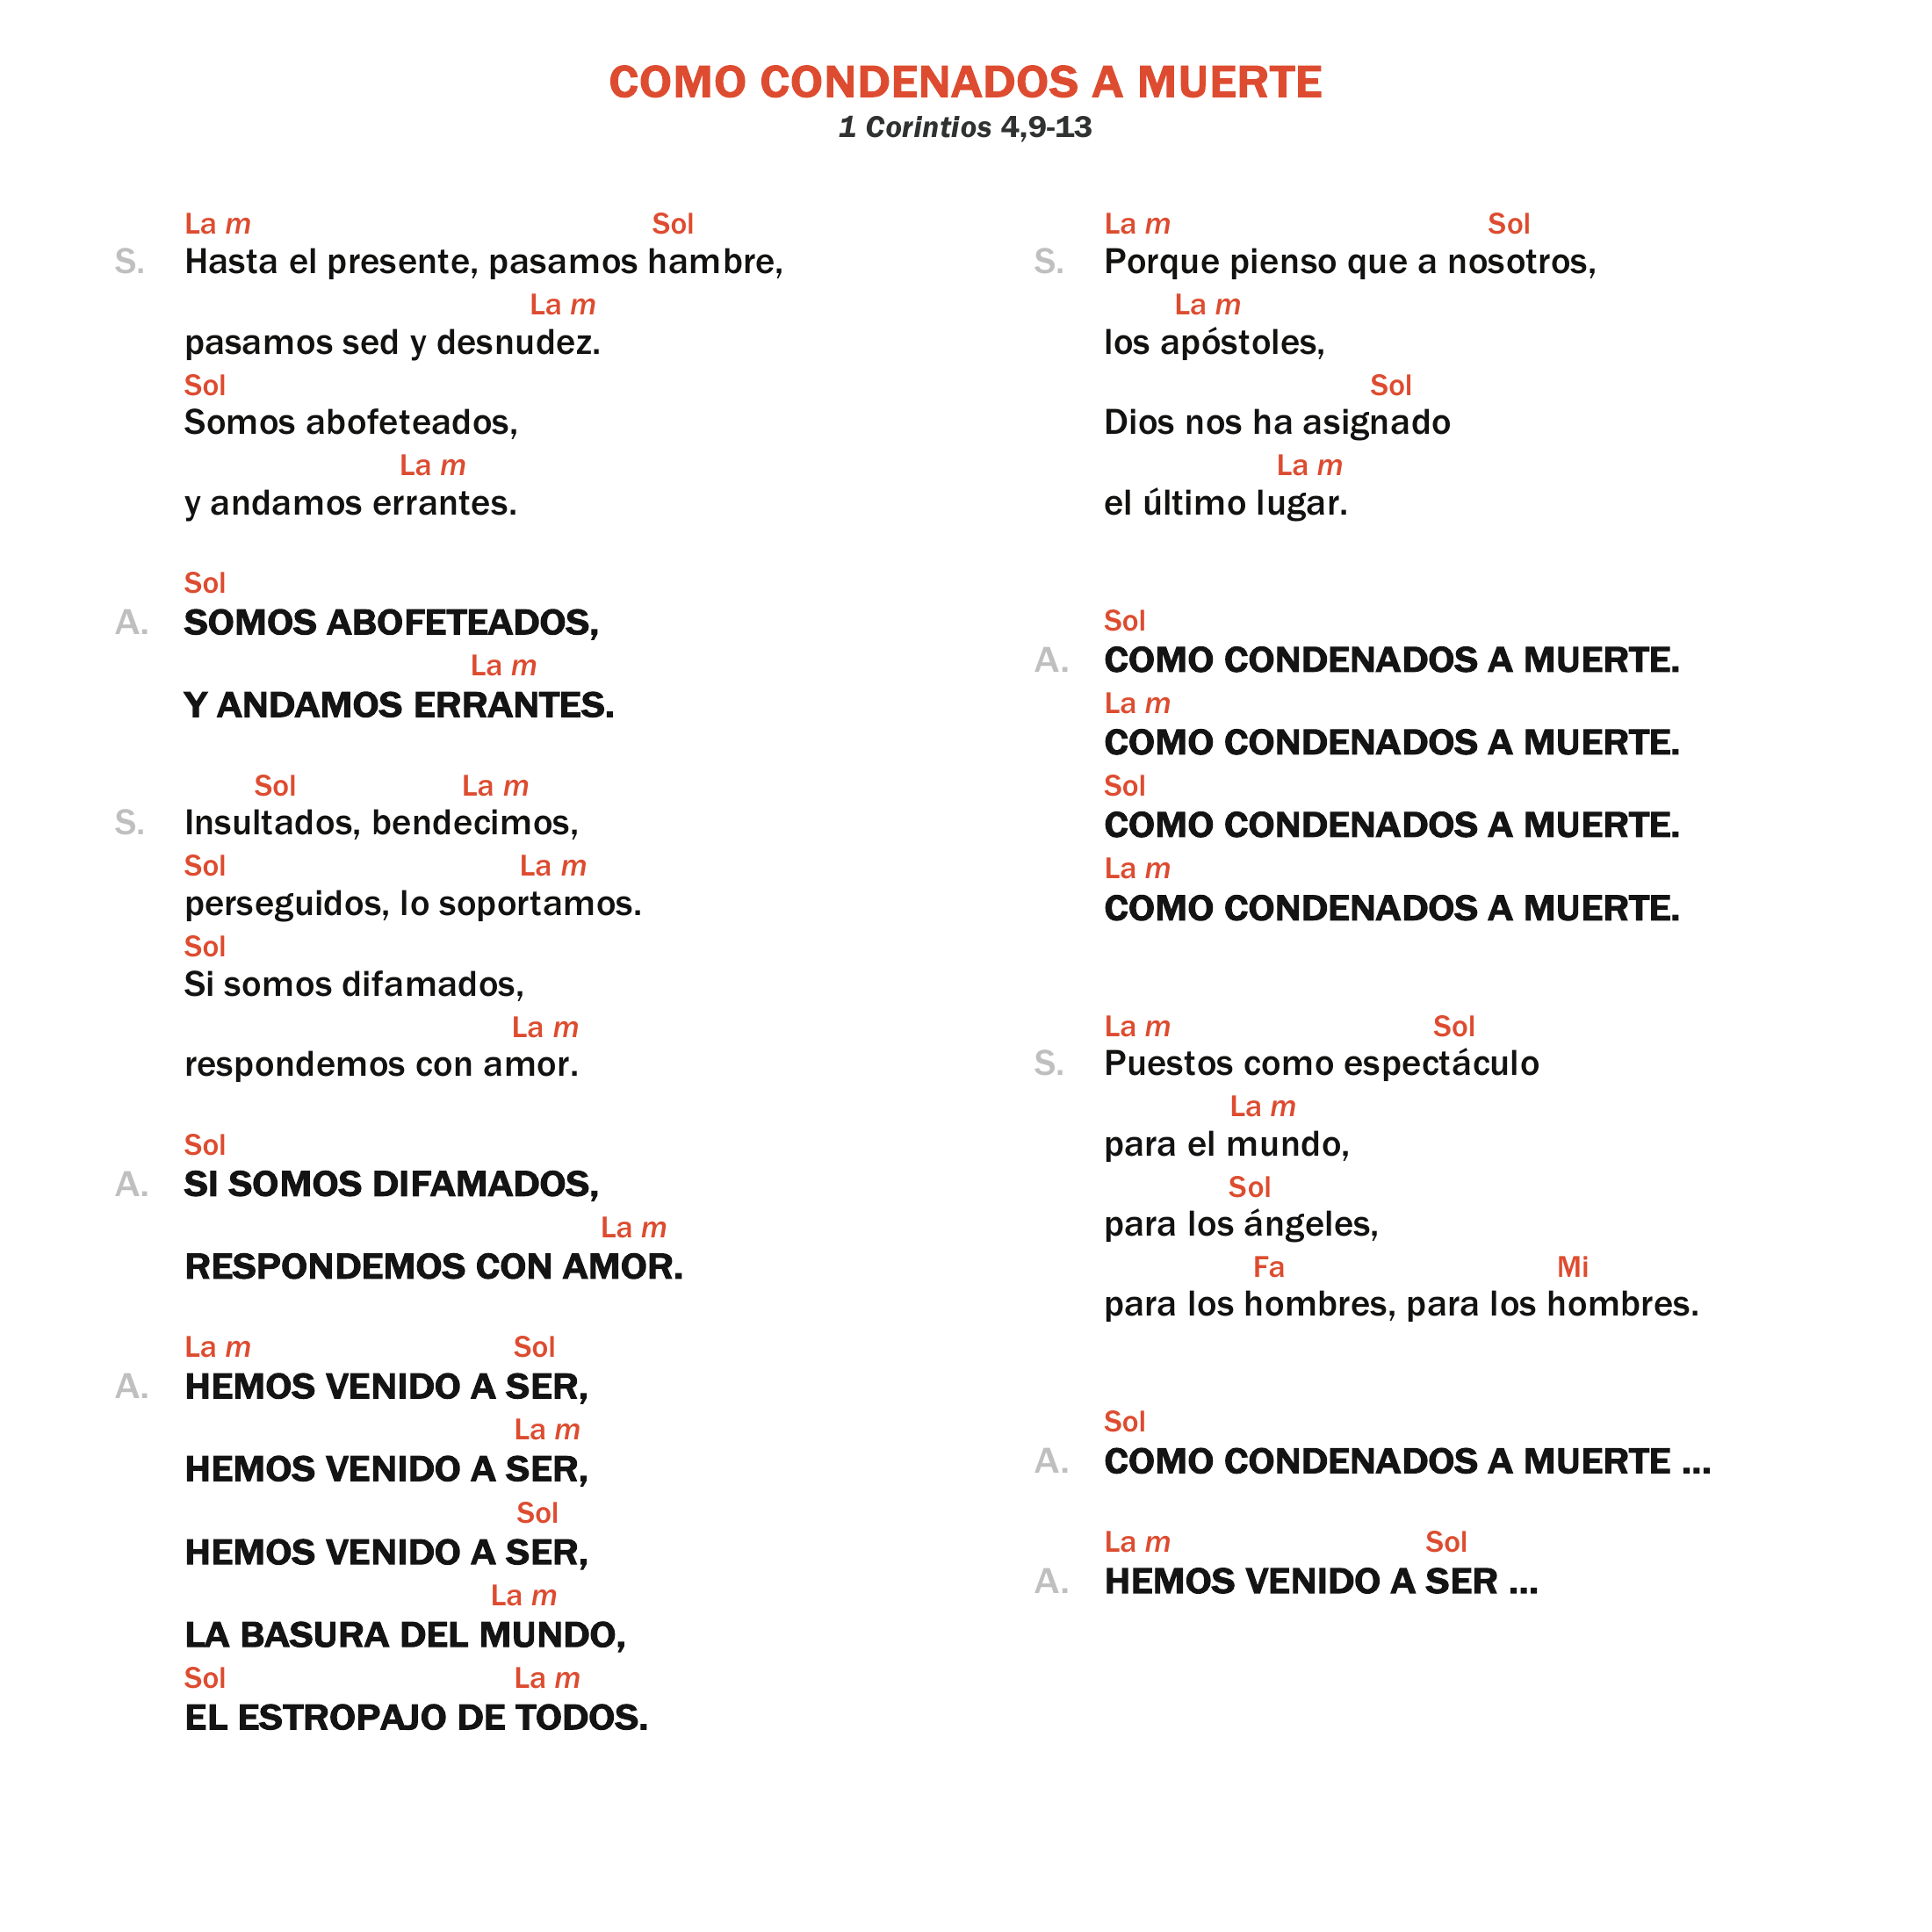 COMO CONDENADOS A MUERTE
1 Corintios 4,9-13
La m Sol
S. Hasta el presente, pasamos hambre,
La m
pasamos sed y desnudez.
Sol
Somos abofeteados,
La m
y andamos errantes.
Sol
A. SOMOS ABOFETEADOS,
La m
Y ANDAMOS ERRANTES.
Sol La m
S. Insultados, bendecimos,
Sol La m
perseguidos, lo soportamos.
Sol
Si somos difamados,
La m
respondemos con amor.
Sol
A. SI SOMOS DIFAMADOS,
La m
RESPONDEMOS CON AMOR.
La m Sol
A. HEMOS VENIDO A SER,
La m
HEMOS VENIDO A SER,
Sol
HEMOS VENIDO A SER,
La m
LA BASURA DEL MUNDO,
Sol La m
EL ESTROPAJO DE TODOS.
La m Sol
S. Porque pienso que a nosotros,
La m
los apóstoles,
Sol
Dios nos ha asignado
La m
el último lugar.
Sol
A. COMO CONDENADOS A MUERTE.
La m
COMO CONDENADOS A MUERTE.
Sol
COMO CONDENADOS A MUERTE.
La m
COMO CONDENADOS A MUERTE.
La m Sol
S. Puestos como espectáculo
La m
para el mundo,
Sol
para los ángeles,
Fa Mi
para los hombres, para los hombres.
Sol
A. COMO CONDENADOS A MUERTE ...
La m Sol
A. HEMOS VENIDO A SER ...